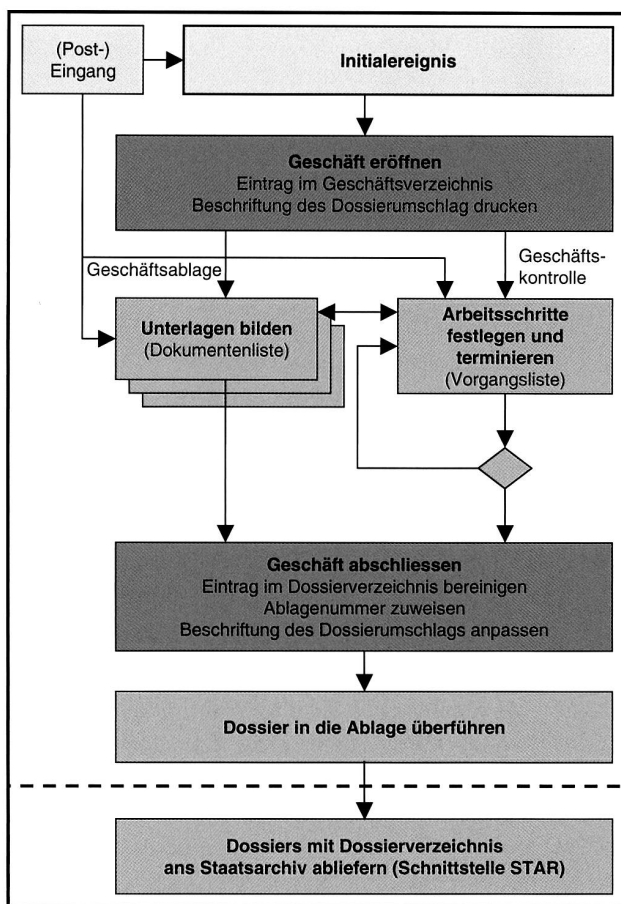 (Post-)
Eingang
Initialereignis
Geschäft eröffnen
Eintrag im Geschäftsverzeichnis
Beschriftung des Dossierumschlag drucken
Geschäftsablage
Geschäfts-
kontrolle
Unterlagen bilden
(Dokumentenliste)
Arbeitsschritte
festlegen und
terminieren
(Vorgangsliste)
Geschäft abschliessen
Eintrag im Dossierverzeichnis bereinigen
Ablagenummer zuweisen
Beschriftung des Dossierumschlags anpassen
Dossier in die Ablage überführen
Dossiers mit Dossierverzeichnis
ans Staatsarchiv abliefern (Schnittstelle STAR)